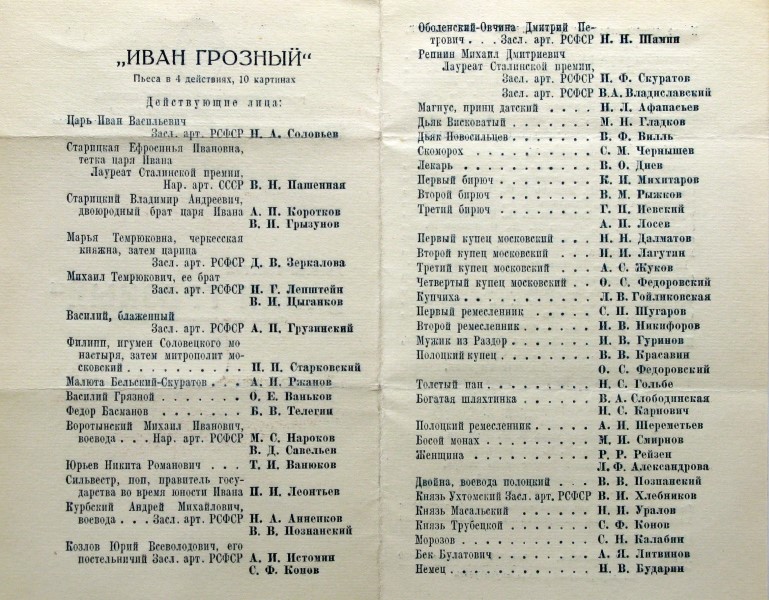 „ИВАН ГРОЗНЫЙ“
Пьесса в 4 действиях, 10 картинах
Действующие лица:
Царь Иван Васильевич
Засл. арт. РСФСР Н. А. Соловьев
Старицкая Ефросинья Ивановна,
тетка царя Ивана
Лауреат Сталинской премии,
Нар. арт. СССР В. Н. Пашенная
Старицкий Владимир Андреевич,
двоюродный брат царя Ивана А. П. Коротков
В. И. Грызунов
Марья Темрюковна, черкесская
княжна, затем царица
Засл. арт. РСФСР Д. В. Зеркалова
Михаил Темрюкович, ее брат
Засл. арт. РСФСР Н. Г. Лепштейн
В. И. Цыганков
Василий, блаженный
Засл. арт. РСФСР А. П. Грузинский
Филипп, игумен Соловецкого мо
настыря, затем митрополит мо-
сковский . . . . . . . . . . . П. И. Старковский
Малюта Бельский-Скуратов . А. И. Ржанов
Василий Грязной . . . . . . . О. Е. Ваньков
Федор Басманов . . . . . . . Б. В. Телегин
Воротынский Михаил Иванович,
воевода . . . Нар. арт. РСФСР М. С. Нароков
В. Д. Савельев
Юрьев Никита Романович . . . Т. И. Ванюков
Сильвестр, поп, правитель госу-
дарства во время юности Ивана П. И. Леонтьев
Курбский Андрей Михайлович,
воевода . . . Засл. арт. РСФСР Н. А. Анненков
В. В. Познанский
Козлов Юрий Всеволодович, его
постельничий Засл. арт. РСФСР А. И. Истомин
С. Ф. Конов
Оболенский-Овчина Дмитрий Пе-
трович . . . Засл. арт. РСФСР Н. Н. Шамин
Репнин Михаил Дмитриевич
Лауреат Сталинской премии,
Засл. арт. РСФСР Н. Ф. Скуратов
Засл. арт. РСФСР В.А. Владиславский
Магнус, принц датский . . . . Н. Л. Афанасьев
Дьяк Висковатый . . . . . . . М. Н. Гладков
Дьяк Новосильцев . . . . . . . В. Ф. Вилль
Скоморох . . . . . . . . . . . С. М. Чернышев
Лекарь . . . . . . . . . . . . В. О. Днев
Первый бирюч . . . . . . . . . К. И. Михитаров
Второй бирюч . . . . . . . . . В. М. Рыжков
Третий бирюч . . . . . . . . . Г. П. Иевский
А. Н. Лосев
Первый купец московский . . . Н. Н. Далматов
Второй купец московский . . . Н. И. Лагутин
Третий купец московский . . . А. С. Жуков
Четвертый купец московский . . О. С. Федоровский
Купчиха . . . . . . . . . . . . Л. В. Гойликовская
Первый ремесленник . . . . . . С. П. Шугаров
Второй ремесленник . . . . . . И. В. Никифоров
Мужик из Раздор . . . . . . . Н. В. Гуринов
Полоцкий купец . . . . . . . . В. В. Красавин
О. С. Федоровский
Толстый пан . . . . . . . . . . Н. С. Гольбе
Богатая шляхтинка . . . . . . В. А. Слободинская
Н. С. Карнович
Полоцкий ремесленник . . . . . А. И. Шереметьев
Босой монах . . . . . . . . . . М. И. Смирнов
Женщина . . . . . . . . . . . Р. Р. Рейзен
Л. Ф. Александрова
Двойна, воевода полоцкий . . . В. В. Познанский
Князь Ухтомский Засл. арт. РСФСР В. Н. Хлебников
Князь Масальский . . . . . . . Н. И. Уралов
Князь Трубецкой . . . . . . . С. Ф. Конов
Морозов . . . . . . . . . . . . С. Н. Калабин
Бек Булатович . . . . . . . . . А. Я. Литвинов
Немец . . . . . . . . . . . . . Н. В. Бударин